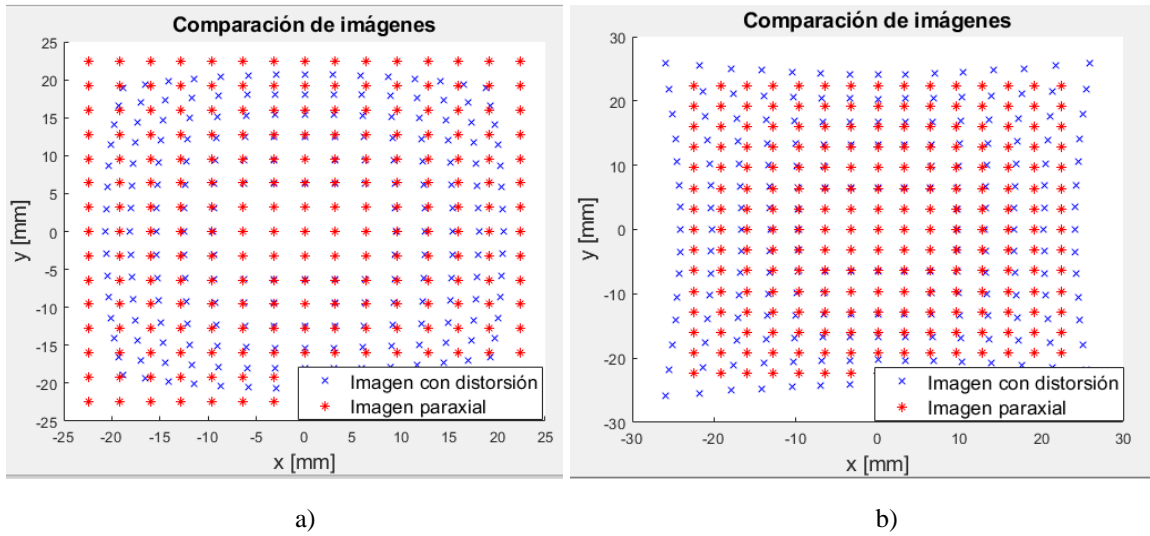 Comparación de imágenes
25
20
15
10
5
0
-5
-10
-15
-20
-25
y [mm]
-25 -20 -15 -10 -5 0 5 10 15 20 25
x [mm]
Imagen con distorsión
Imagen paraxial
a)
Comparación de imágenes
30
20
10
0
-10
-20
-30
y [mm]
-30 -20 -10 0 10 20 30
x [mm]
Imagen con distorsión
Imagen paraxial
b)